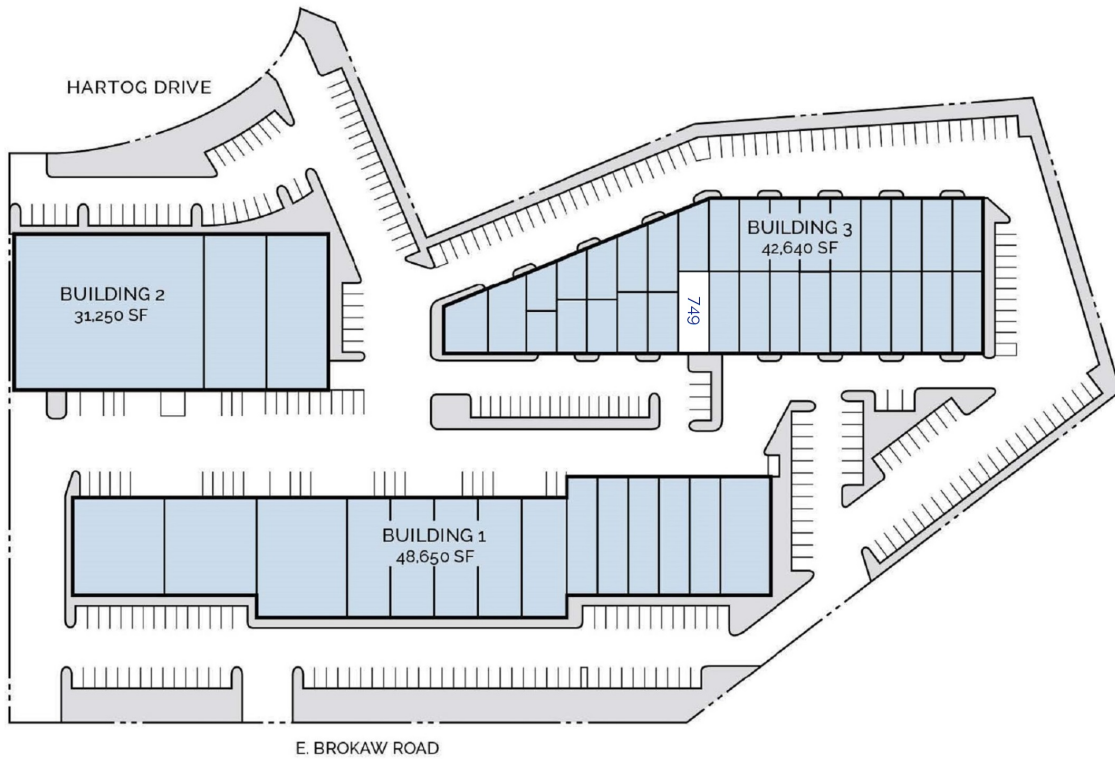 HARTOG DRIVE
BUILDING 3
42,640 SF
BUILDING 2
31,250 SF
749
BUILDING 1
48,650 SF
E. BROKAW ROAD